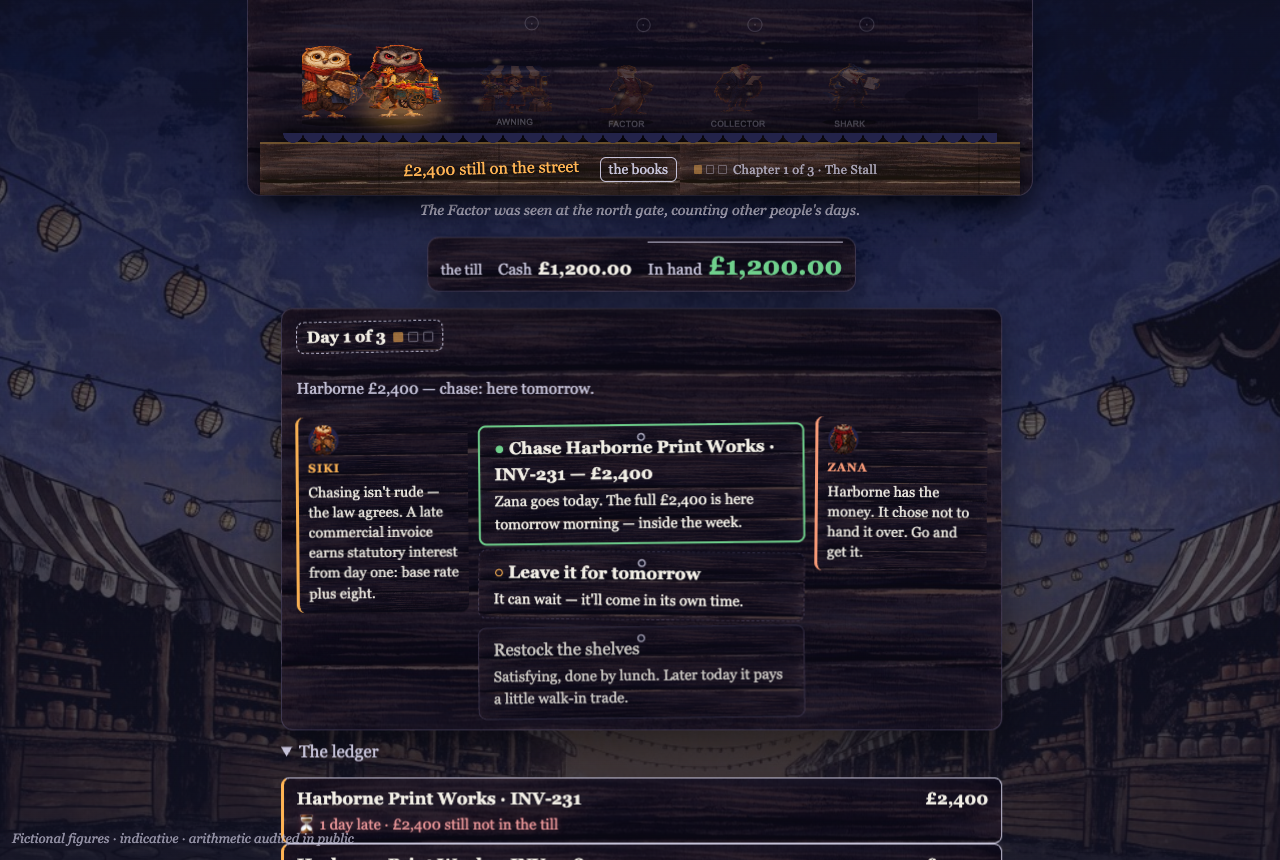 AWNING
FACTOR
COLLECTOR
SHARK
£2,400 still on the street
the books
Chapter 1 of 3 · The Stall
The Factor was seen at the north gate, counting other people's days.
the till Cash £1,200.00 In hand £1,200.00
Day 1 of 3
Harborne £2,400 — chase: here tomorrow.
SIKI
Chasing isn't rude —
the law agrees. A late
commercial invoice
earns statutory interest
from day one: base rate
plus eight.
Chase Harborne Print Works ·
INV-231 — £2,400
Zana goes today. The full £2,400 is here
tomorrow morning — inside the week.
Leave it for tomorrow
It can wait — it'll come in its own time.
Restock the shelves
Satisfying, done by lunch. Later today it pays
a little walk-in trade.
ZANA
Harborne has the
money. It chose not to
hand it over. Go and
get it.
▼ The ledger
Harborne Print Works · INV-231 £2,400
⌛ 1 day late · £2,400 still not in the till
Fictional figures · indicative · arithmetic audited in public